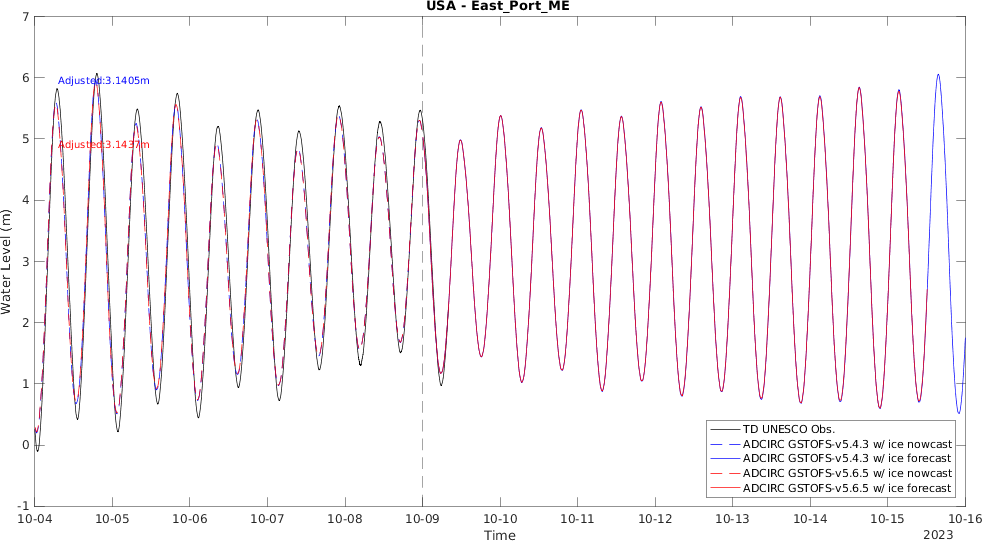 USA - East_Port_ME
7
6
5
4
3
2
1
0
-1
Water Level (m)
Adjusted:3.1405m
Adjusted:3.1437m
TD UNESCO Obs.
ADCIRC GSTOFS-v5.4.3 w/ ice nowcast
ADCIRC GSTOFS-v5.4.3 w/ ice forecast
ADCIRC GSTOFS-v5.6.5 w/ ice nowcast
ADCIRC GSTOFS-v5.6.5 w/ ice forecast
10-04 10-05 10-06 10-07 10-08 10-09 10-10 10-11 10-12 10-13 10-14 10-15 10-16
Time
2023